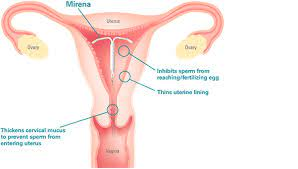 Mirena
Uterus
Ovary
Ovary
Inhibits sperm from
reaching/fertilizing egg
Thins uterine lining
Thickens cervical mucus
to prevent sperm from
entering uterus
Vagina